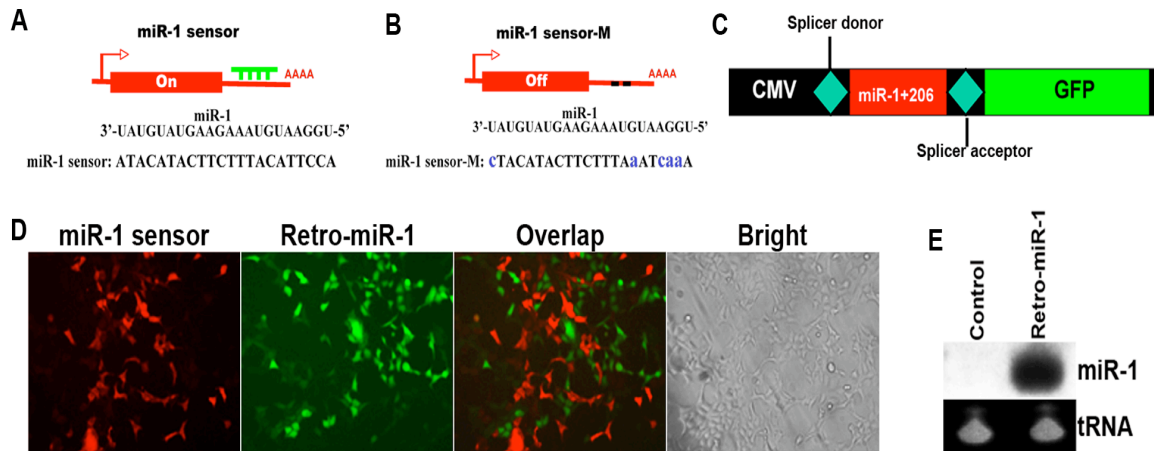 A
miR-1 sensor
On
AAAA
miR-1
3'-UAUGUAUGAAGAAAUGUAAGGU-5'
miR-1 sensor: ATACATACTTCTTTACATTCCA
B
miR-1 sensor-M
Off
AAAA
miR-1
3'-UAUGUAUGAAGAAAUGUAAGGU-5'
miR-1 sensor-M: cTACATACTTCTTTAaATcaaA
C
Splicer donor
CMV
miR-1+206
GFP
Splicer acceptor
D
miR-1 sensor
Retro-miR-1
Overlap
Bright
E
Control
Retro-miR-1
miR-1
tRNA